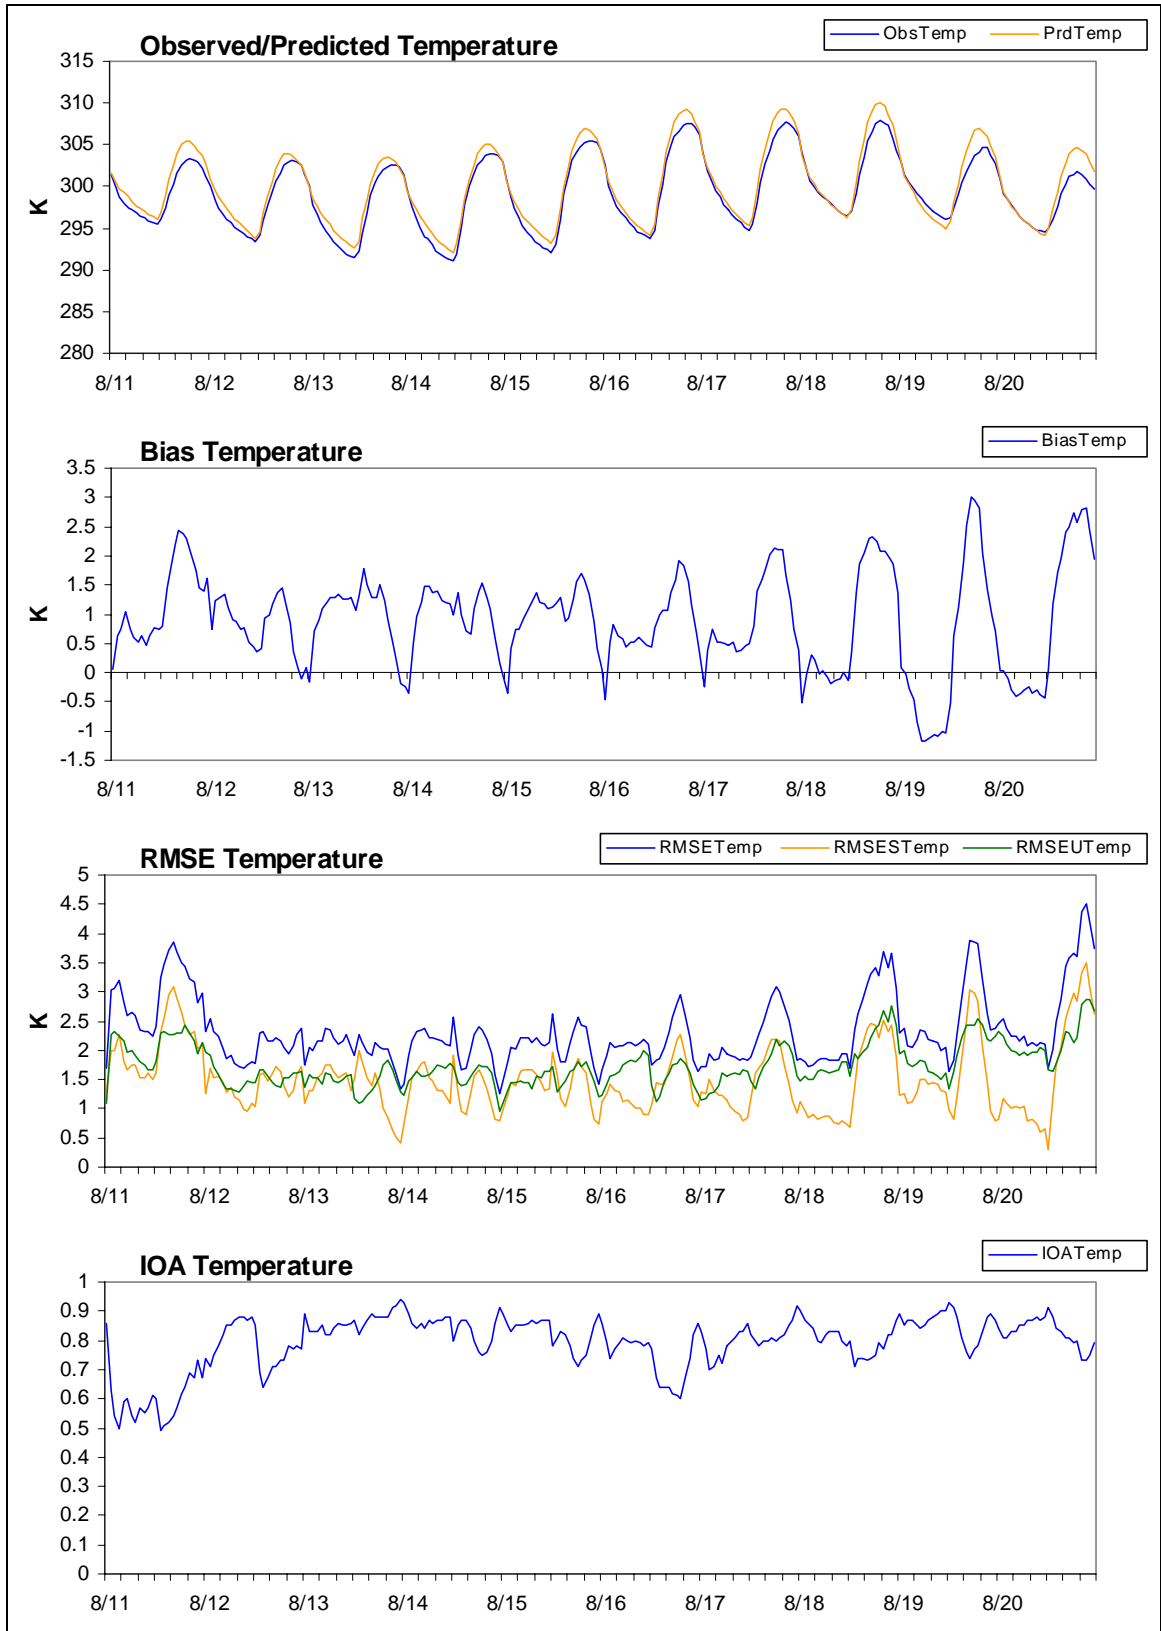 Observed/Predicted Temperature
ObsTemp PrdTemp
315
310
305
300
295
290
285
280
K
8/11 8/12 8/13 8/14 8/15 8/16 8/17 8/18 8/19 8/20
Bias Temperature
BiasTemp
3.5
3
2.5
2
1.5
1
0.5
0
-0.5
-1
-1.5
K
8/11 8/12 8/13 8/14 8/15 8/16 8/17 8/18 8/19 8/20
RMSE Temperature
RMSETemp RMSESTemp RMSEUTemp
5
4.5
4
3.5
3
2.5
2
1.5
1
0.5
0
K
8/11 8/12 8/13 8/14 8/15 8/16 8/17 8/18 8/19 8/20
IOA Temperature
IOATemp
1
0.9
0.8
0.7
0.6
0.5
0.4
0.3
0.2
0.1
0
8/11 8/12 8/13 8/14 8/15 8/16 8/17 8/18 8/19 8/20